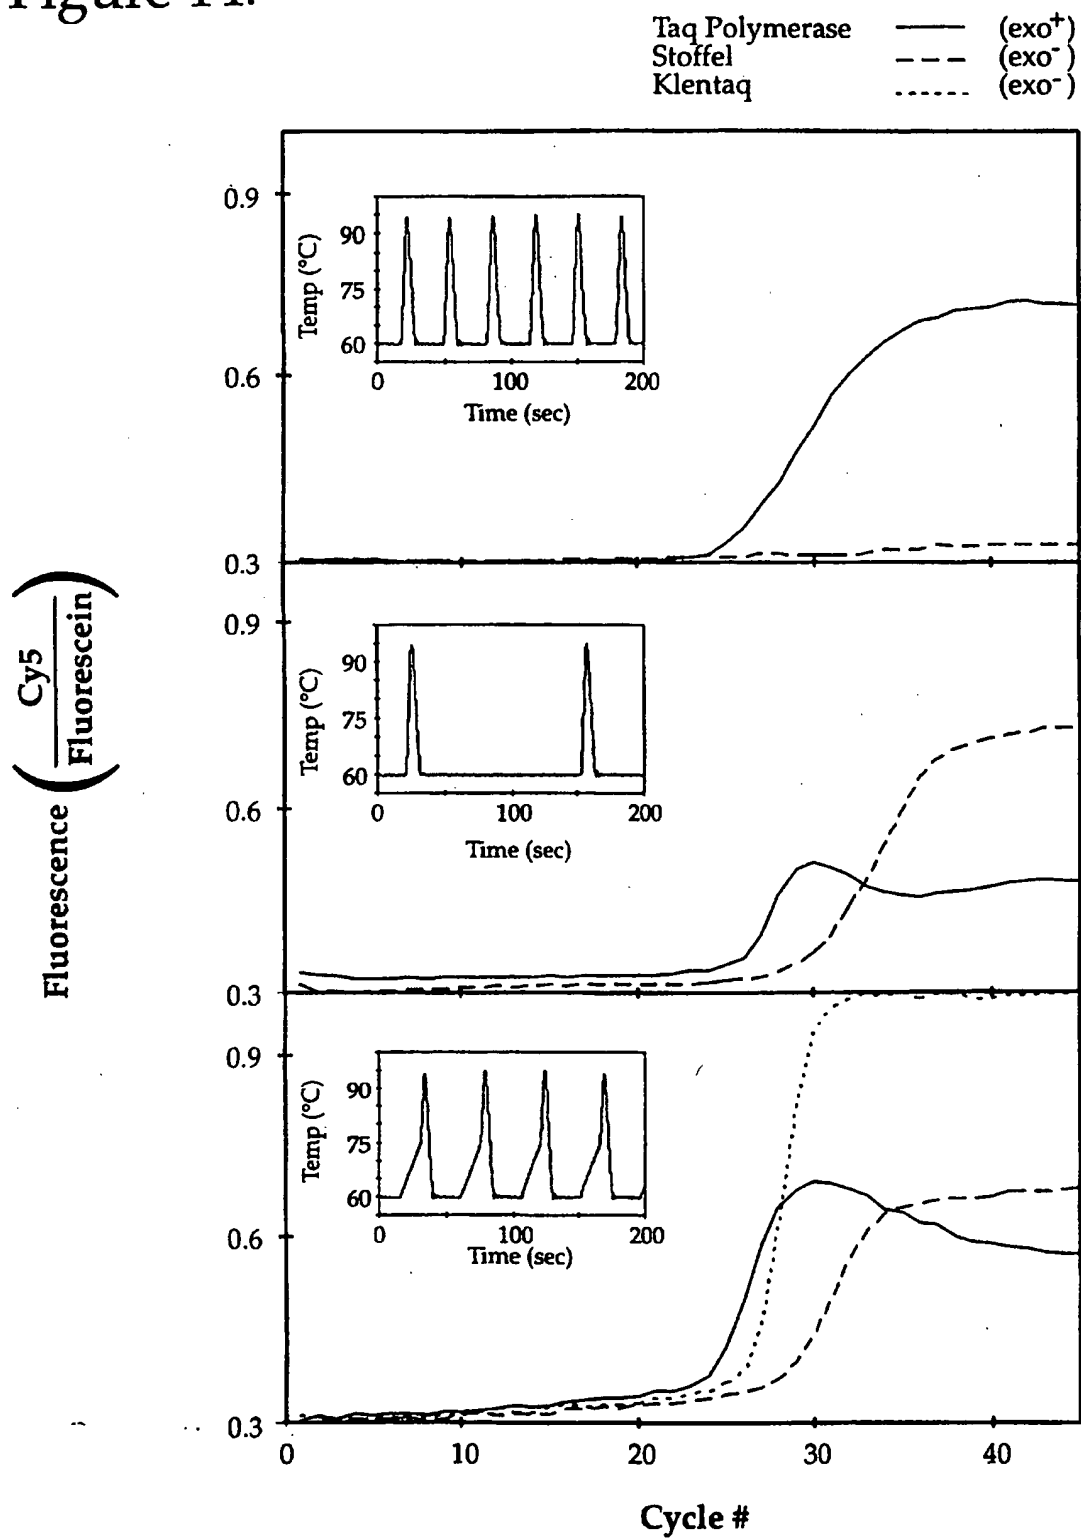 Figure 11.
Taq Polymerase (exo+)
Stoffel (exo-)
Klentaq (exo-)
Fluorescence (Cy5 / Fluorescein)
0.9
0.6
0.3
Temp (°C)
90
75
60
0 100 200
Time (sec)
0.9
0.6
0.3
Temp (°C)
90
75
60
0 100 200
Time (sec)
0.9
0.6
0.3
Temp (°C)
90
75
60
0 100 200
Time (sec)
0 10 20 30 40
Cycle #